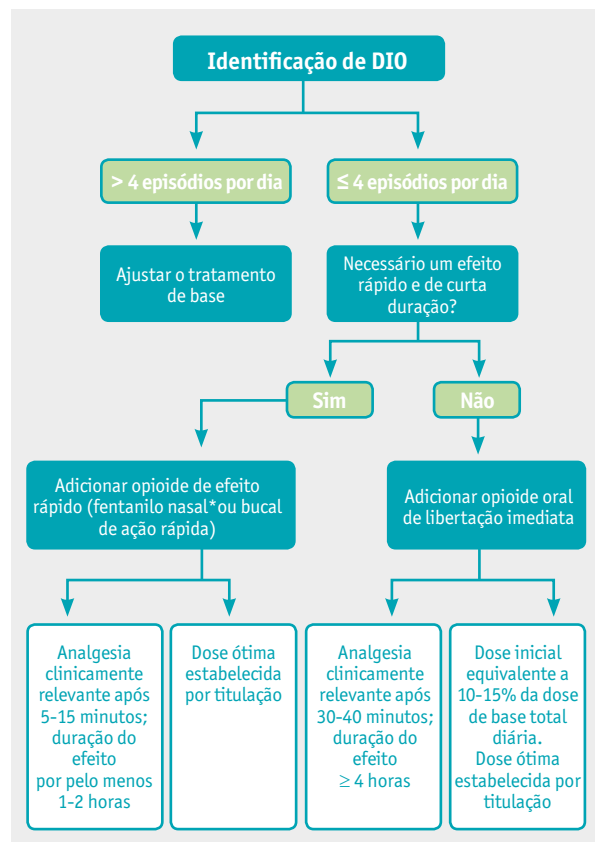 Identificação de DIO
> 4 episódios por dia
≤ 4 episódios por dia
Ajustar o tratamento
de base
Necessário um efeito
rápido e de curta
duração?
Sim
Não
Adicionar opioide de efeito
rápido (fentanilo nasal*ou bucal
de ação rápida)
Adicionar opioide oral
de libertação imediata
Analgesia
clinicamente
relevante após
5-15 minutos;
duração do
efeito
por pelo menos
1-2 horas
Dose ótima
estabelecida
por titulação
Analgesia
clinicamente
relevante após
30-40 minutos;
duração do
efeito
≥ 4 horas
Dose inicial
equivalente a
10-15% da dose
de base total
diária.
Dose ótima
estabelecida por
titulação